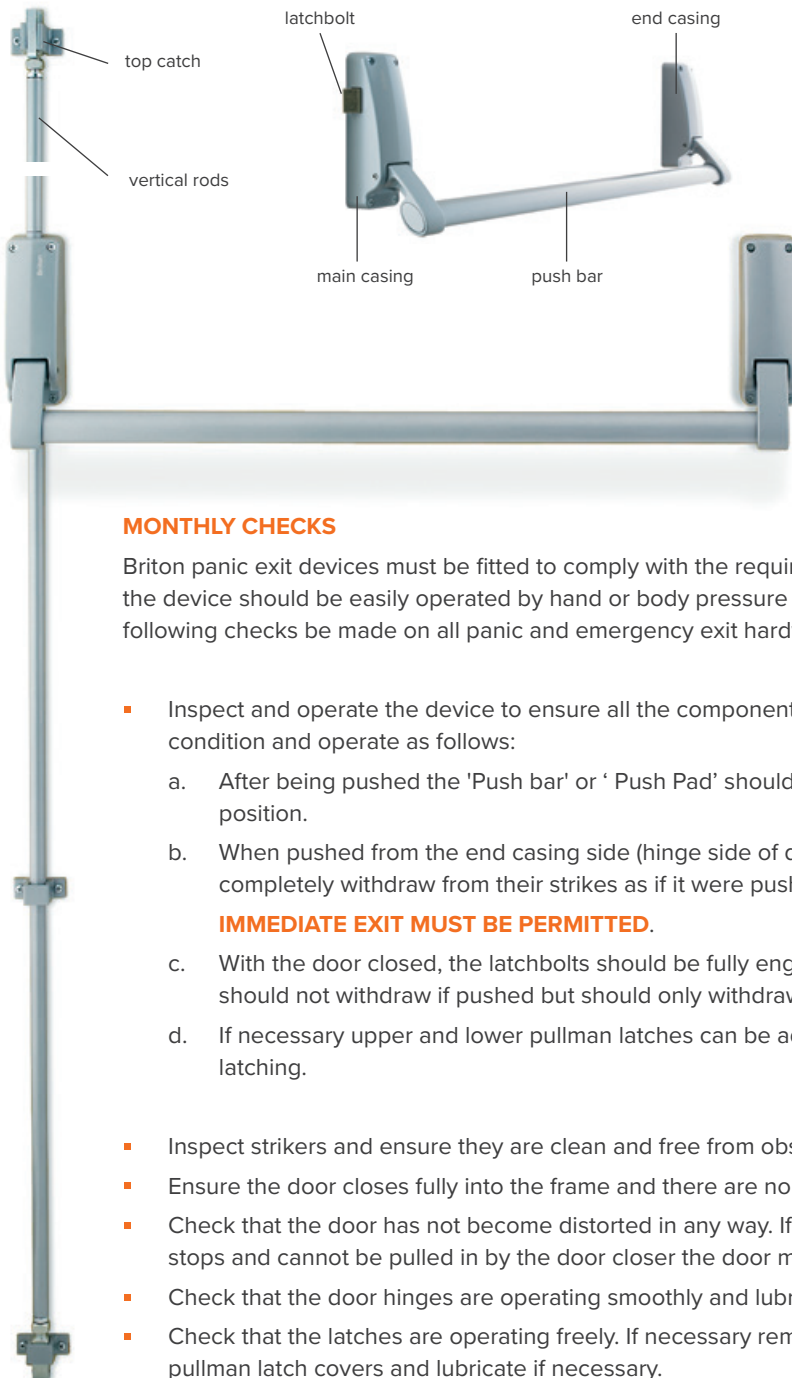 latchbolt
end casing
top catch
vertical rods
main casing
push bar
Briton
MONTHLY CHECKS
Briton panic exit devices must be fitted to comply with the
the device should be easily operated by hand or body pressure
following checks be made on all panic and emergency exit
Inspect and operate the device to ensure all the
condition and operate as follows:
a. After being pushed the 'Push bar' or ‘ Push Pad’ should
position.
b. When pushed from the end casing side (hinge side of
completely withdraw from their strikes as if it were
IMMEDIATE EXIT MUST BE PERMITTED.
c. With the door closed, the latchbolts should be fully
should not withdraw if pushed but should only
d. If necessary upper and lower pullman latches can be
latching.
Inspect strikers and ensure they are clean and free from
Ensure the door closes fully into the frame and there are no
Check that the door has not become distorted in any way. If
stops and cannot be pulled in by the door closer the door
Check that the door hinges are operating smoothly and
Check that the latches are operating freely. If necessary
pullman latch covers and lubricate if necessary.